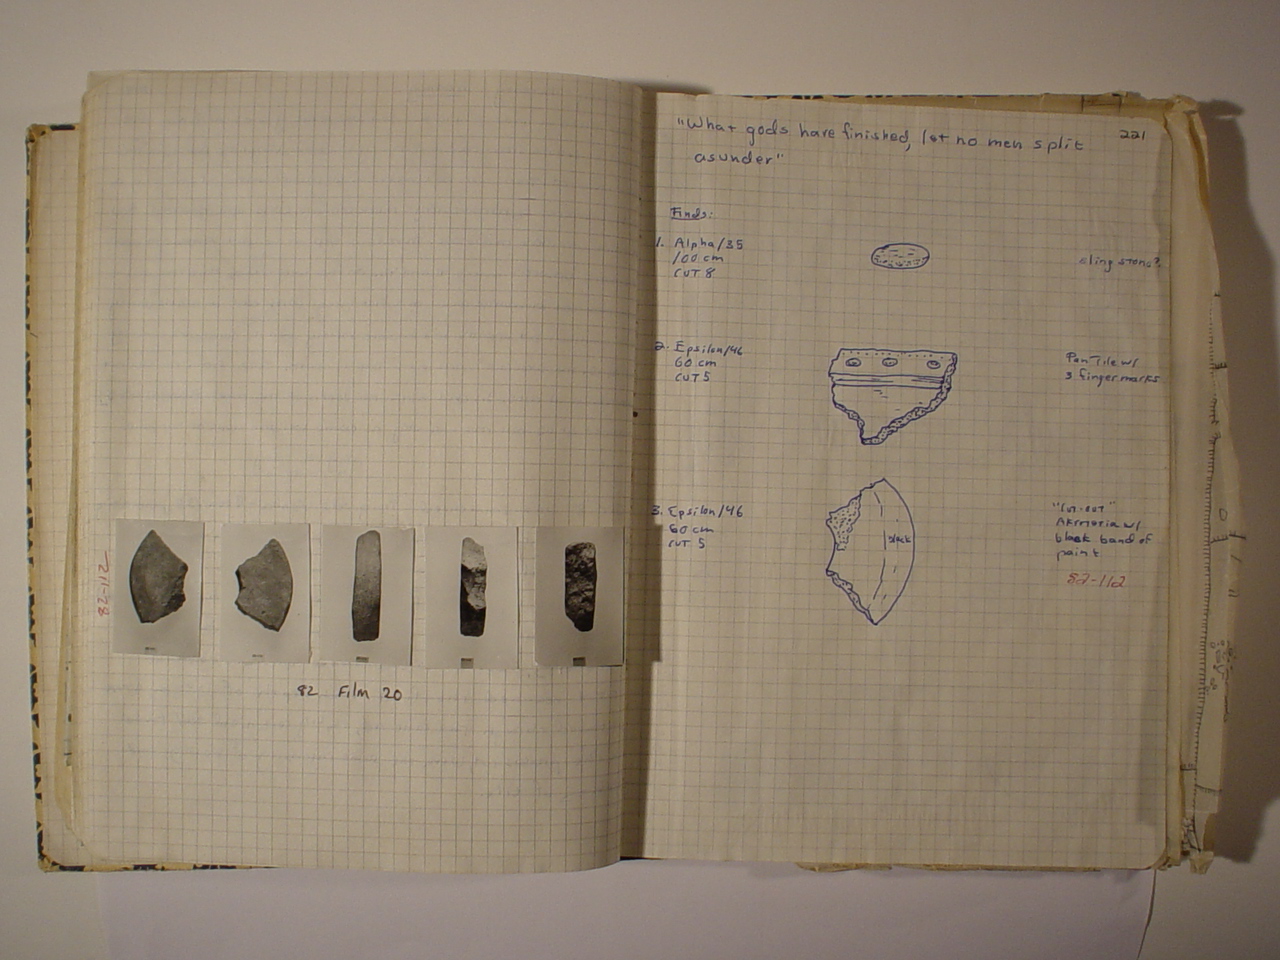 82-112
82 Film 20
221
"What gods have finished, let no men split
asunder"
Finds:
1. Alpha/35
100 cm
CUT 8
sling stone?
2. Epsilon/46
60 cm
CUT 5
Pan Tile w/
3 finger marks
3. Epsilon/46
60 cm
CUT 5
black
"cut-out"
Akroteria w/
black band of
paint
82-112